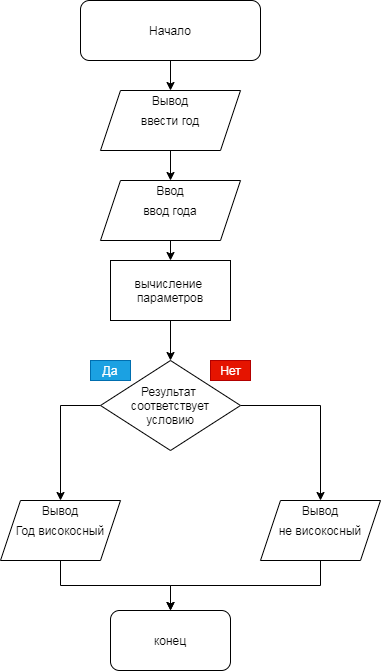 Начало
Вывод
ввести год
Ввод
ввод года
вычисление
параметров
Да
Нет
Результат
соответствует
условию
Вывод
Год високосный
Вывод
не високосный
конец